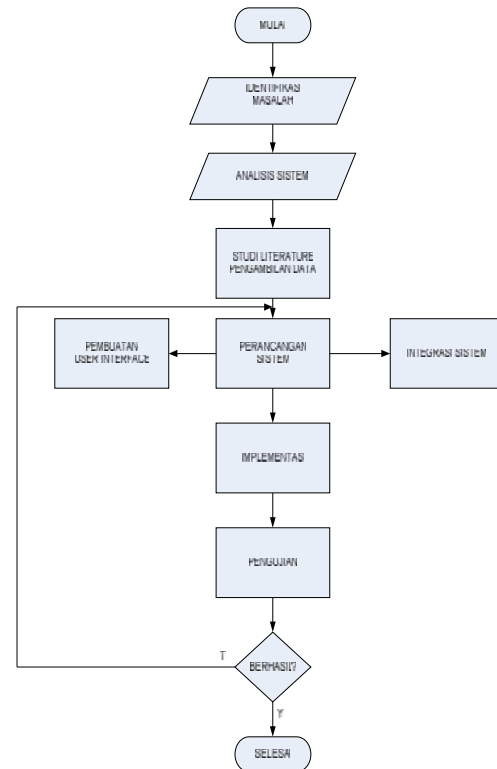 MULAI
IDENTIFIKASI
MASALAH
ANALISIS SISTEM
STUDI LITERATURE
PENGAMBILAN DATA
PEMBUATAN
USER INTERFACE
PERANCANGAN
SISTEM
INTEGRASI SISTEM
IMPLEMENTASI
PENGUJIAN
T
BERHASIL?
Y
SELESAI